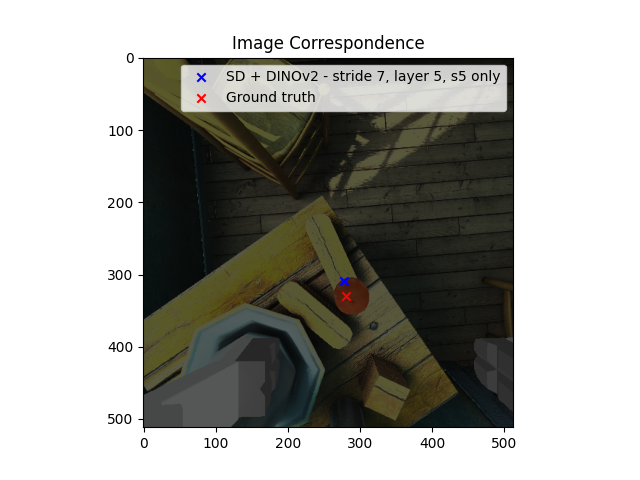 Image Correspondence
SD + DINOv2 - stride 7, layer 5, s5 only
Ground truth
0
100
200
300
400
500
0 100 200 300 400 500